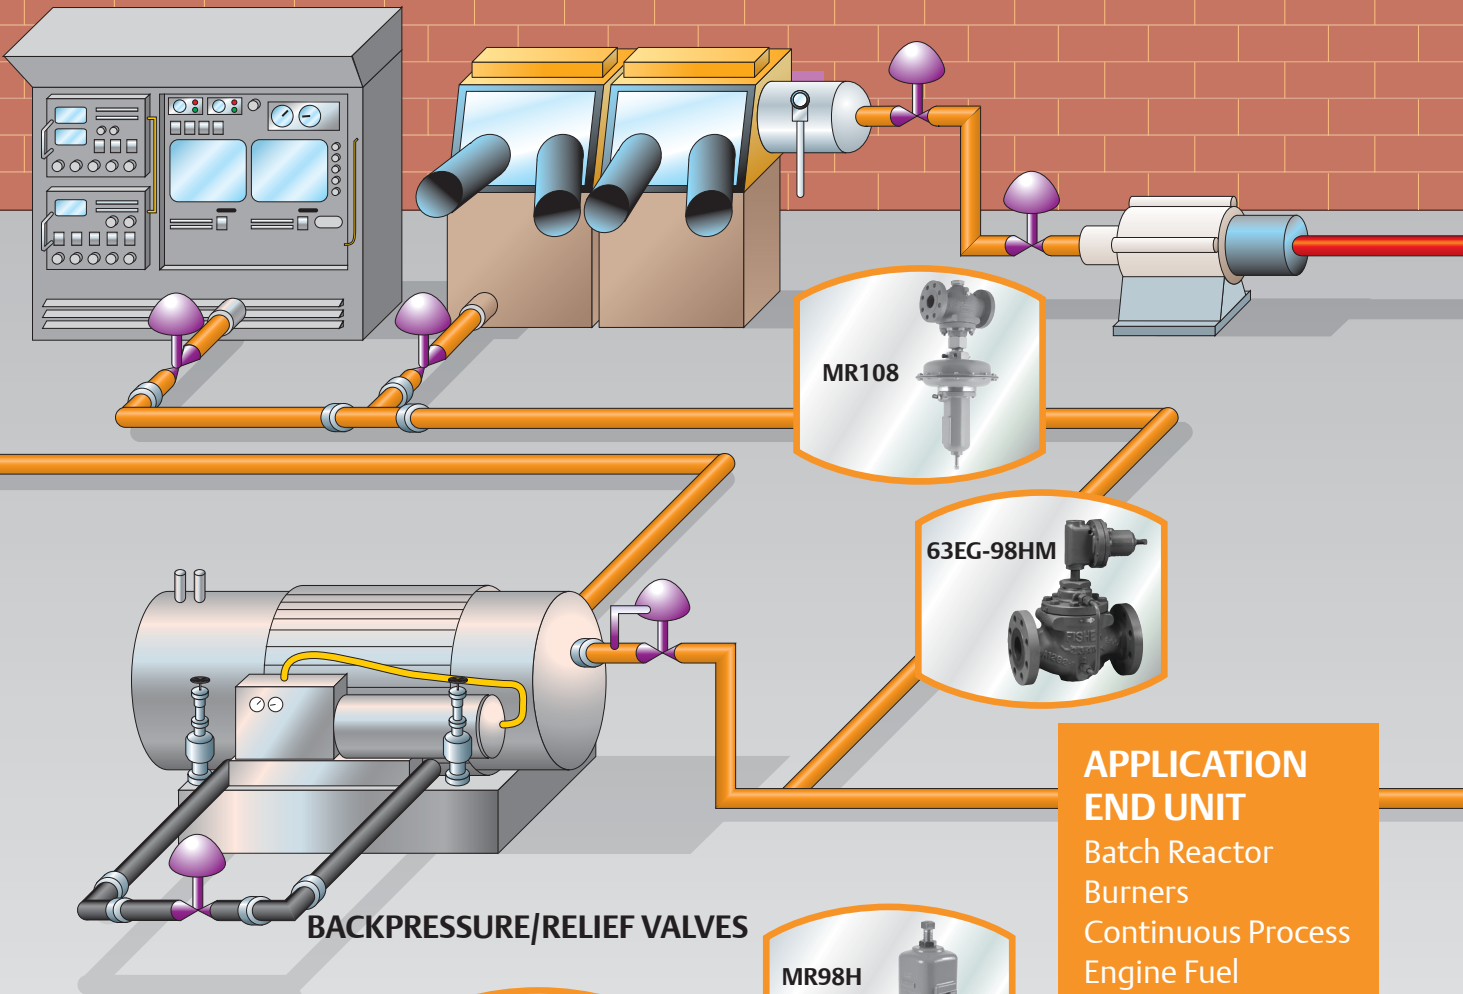 MR108
63EG-98HM
APPLICATION
END UNIT
Batch Reactor
Burners
Continuous Process
Engine Fuel
BACKPRESSURE/RELIEF VALVES
MR98H